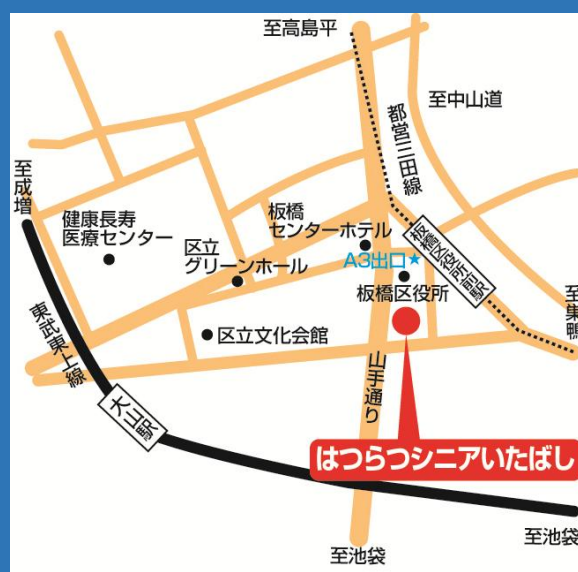 至高島平
至中山道
都営三田線
至成増
健康長寿
医療センター
板橋
センターホテル
区立
グリーンホール
A3出口★
板橋区役所前駅
板橋区役所
至巣鴨
東武東上線
区立文化会館
山手通り
大山駅
はつらつシニアいたばし
至池袋
至池袋